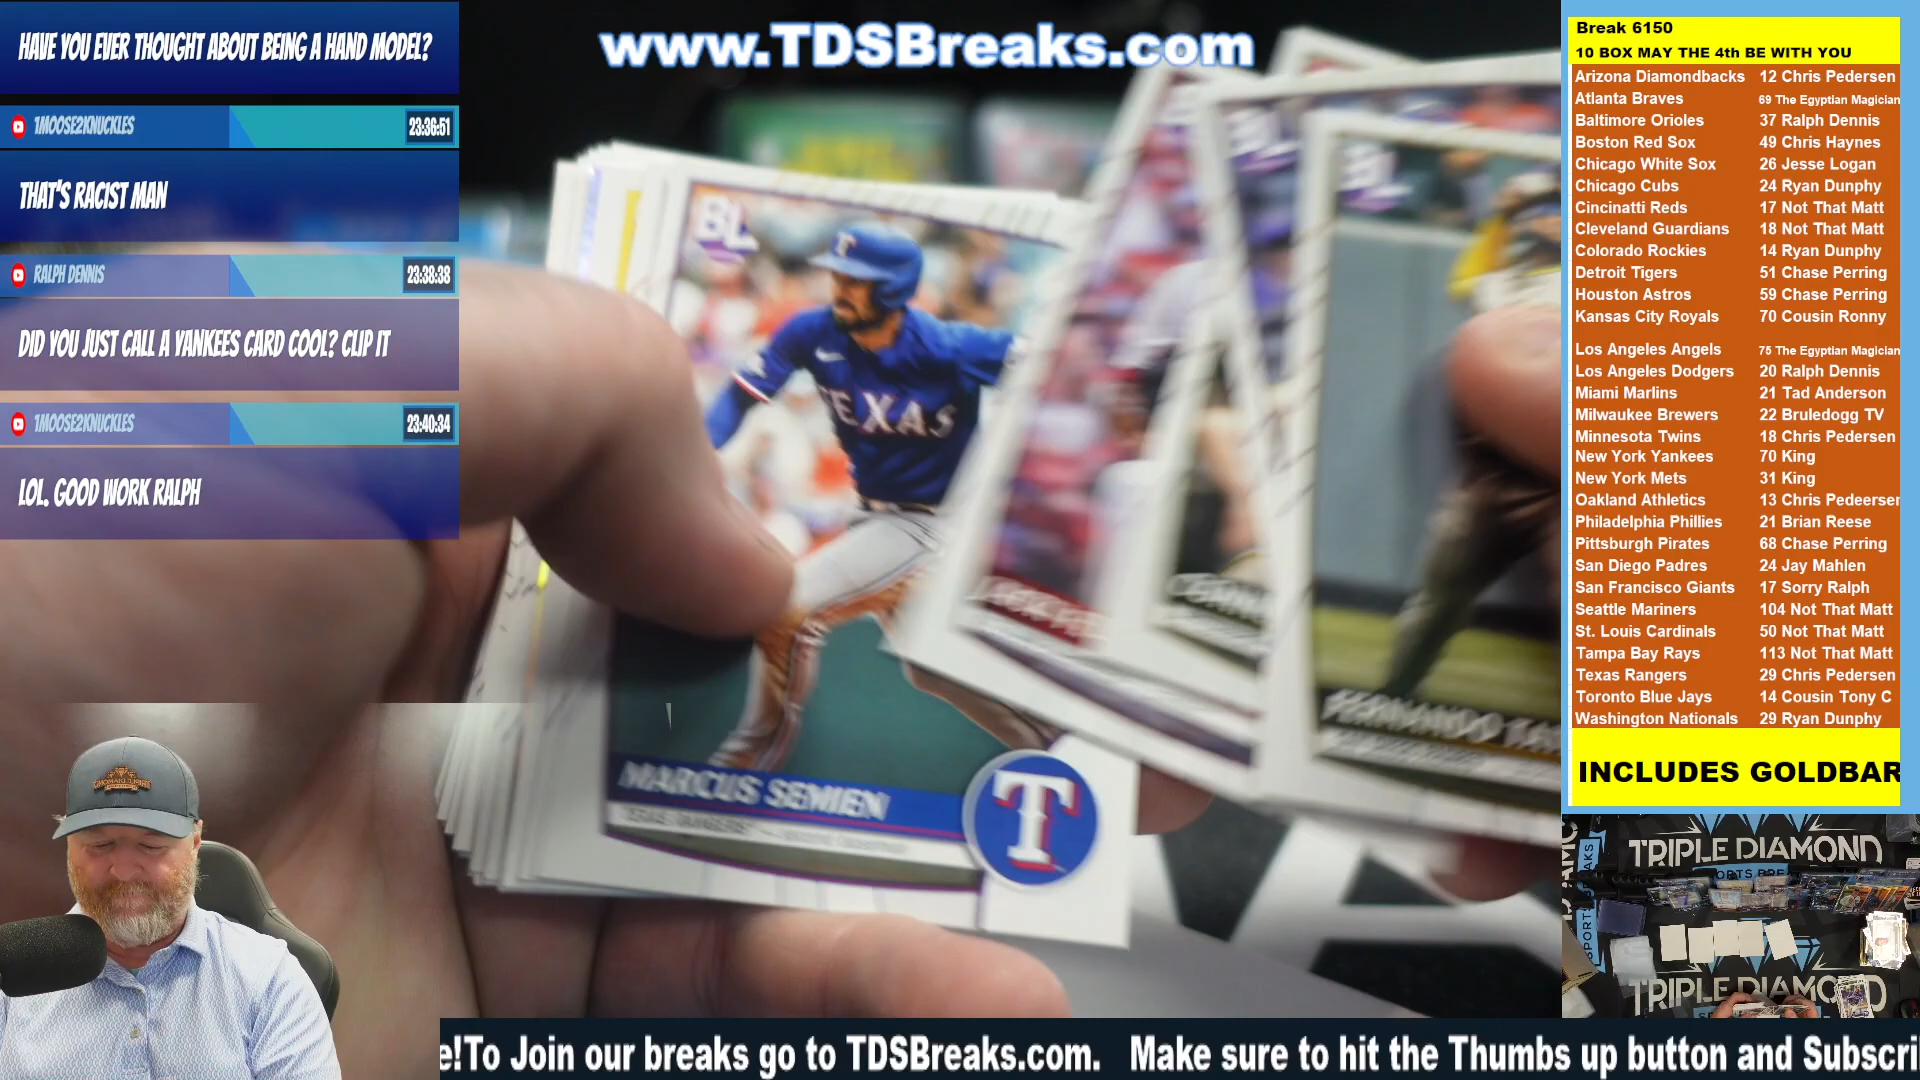 HAVE YOU EVER THOUGHT ABOUT BEING A HAND MODEL?
1MOOSE2KNUCKLES 23:36:51
THAT'S RACIST MAN
RALPH DENNIS 23:38:38
DID YOU JUST CALL A YANKEES CARD COOL? CLIP IT
1MOOSE2KNUCKLES 23:40:34
LOL. GOOD WORK RALPH
www.TDSBreaks.com
BL
BL
TEXAS
MARCUS SEMIEN
T
FERNANDO
Break 6150
10 BOX MAY THE 4th BE WITH YOU
Arizona Diamondbacks 12 Chris Pedersen
Atlanta Braves 69 The Egyptian Magician
Baltimore Orioles 37 Ralph Dennis
Boston Red Sox 49 Chris Haynes
Chicago White Sox 26 Jesse Logan
Chicago Cubs 24 Ryan Dunphy
Cincinatti Reds 17 Not That Matt
Cleveland Guardians 18 Not That Matt
Colorado Rockies 14 Ryan Dunphy
Detroit Tigers 51 Chase Perring
Houston Astros 59 Chase Perring
Kansas City Royals 70 Cousin Ronny
Los Angeles Angels 75 The Egyptian Magician
Los Angeles Dodgers 20 Ralph Dennis
Miami Marlins 21 Tad Anderson
Milwaukee Brewers 22 Bruledogg TV
Minnesota Twins 18 Chris Pedersen
New York Yankees 70 King
New York Mets 31 King
Oakland Athletics 13 Chris Pedeerser
Philadelphia Phillies 21 Brian Reese
Pittsburgh Pirates 68 Chase Perring
San Diego Padres 24 Jay Mahlen
San Francisco Giants 17 Sorry Ralph
Seattle Mariners 104 Not That Matt
St. Louis Cardinals 50 Not That Matt
Tampa Bay Rays 113 Not That Matt
Texas Rangers 29 Chris Pedersen
Toronto Blue Jays 14 Cousin Tony C
Washington Nationals 29 Ryan Dunphy
INCLUDES GOLDBAR
TRIPLE DIAMOND
SPORTS BRE
TRIPLE DIAMOND
e!To Join our breaks go to TDSBreaks.com. Make sure to hit the Thumbs up button and Subscri